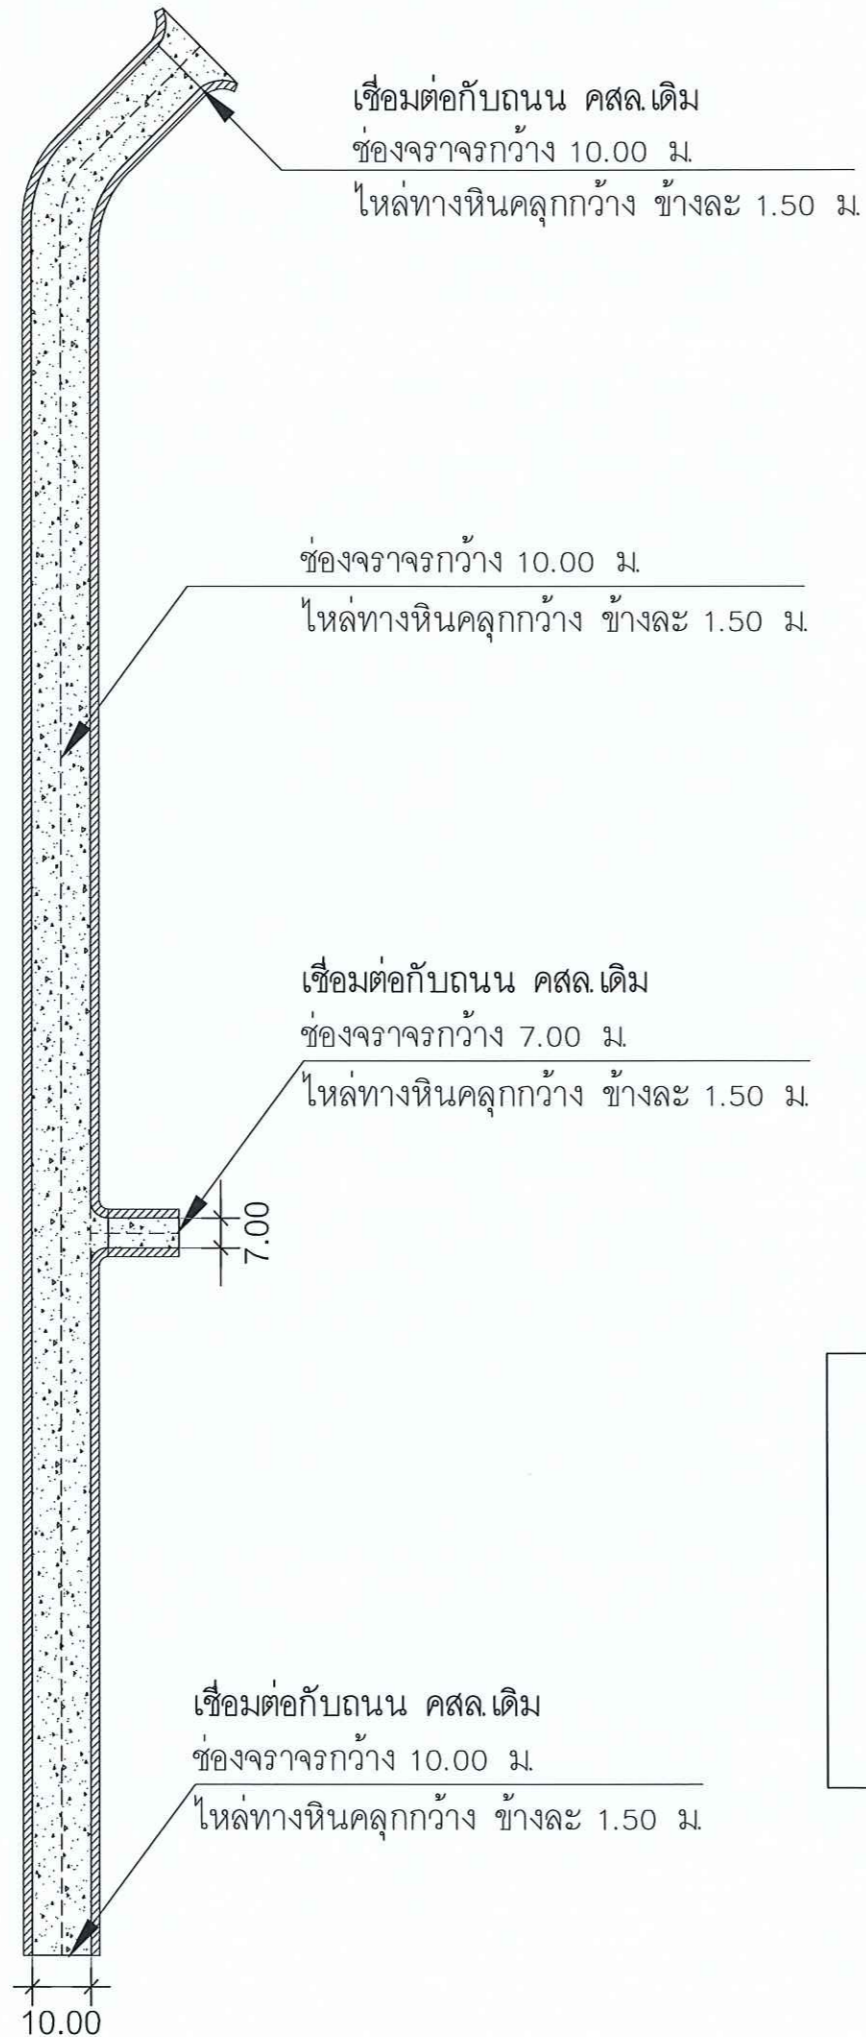 เชื่อมต่อกับถนน คสล.เดิม
ช่องจราจรกว้าง 10.00 ม.
ไหล่ทางหินคลุกกว้าง ข้างละ 1.50 ม.
ช่องจราจรกว้าง 10.00 ม.
ไหล่ทางหินคลุกกว้าง ข้างละ 1.50 ม.
เชื่อมต่อกับถนน คสล.เดิม
ช่องจราจรกว้าง 7.00 ม.
ไหล่ทางหินคลุกกว้าง ข้างละ 1.50 ม.
7.00
เชื่อมต่อกับถนน คสล.เดิม
ช่องจราจรกว้าง 10.00 ม.
ไหล่ทางหินคลุกกว้าง ข้างละ 1.50 ม.
10.00